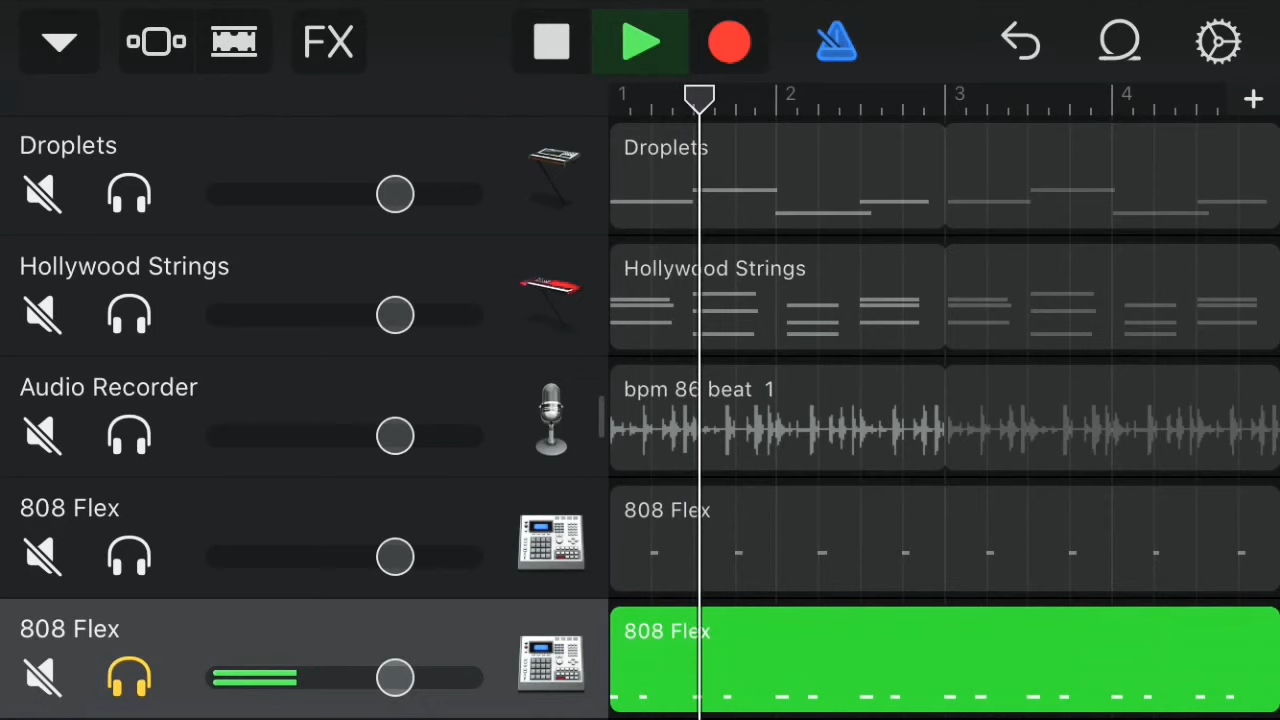 FX
1 2 3 4
Droplets
Droplets
Hollywood Strings
Hollywood Strings
Audio Recorder
bpm 86 beat 1
808 Flex
808 Flex
808 Flex
808 Flex